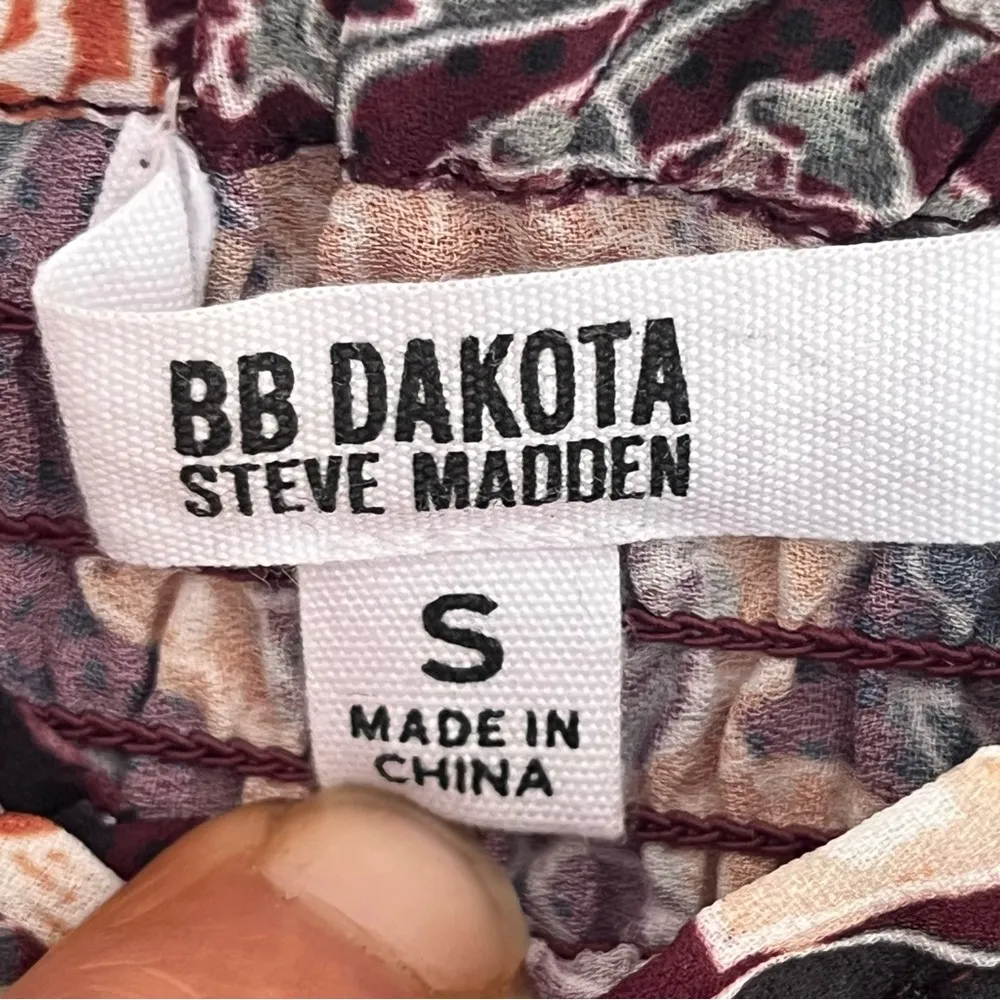 BB DAKOTA
STEVE MADDEN
S
MADE IN
CHINA